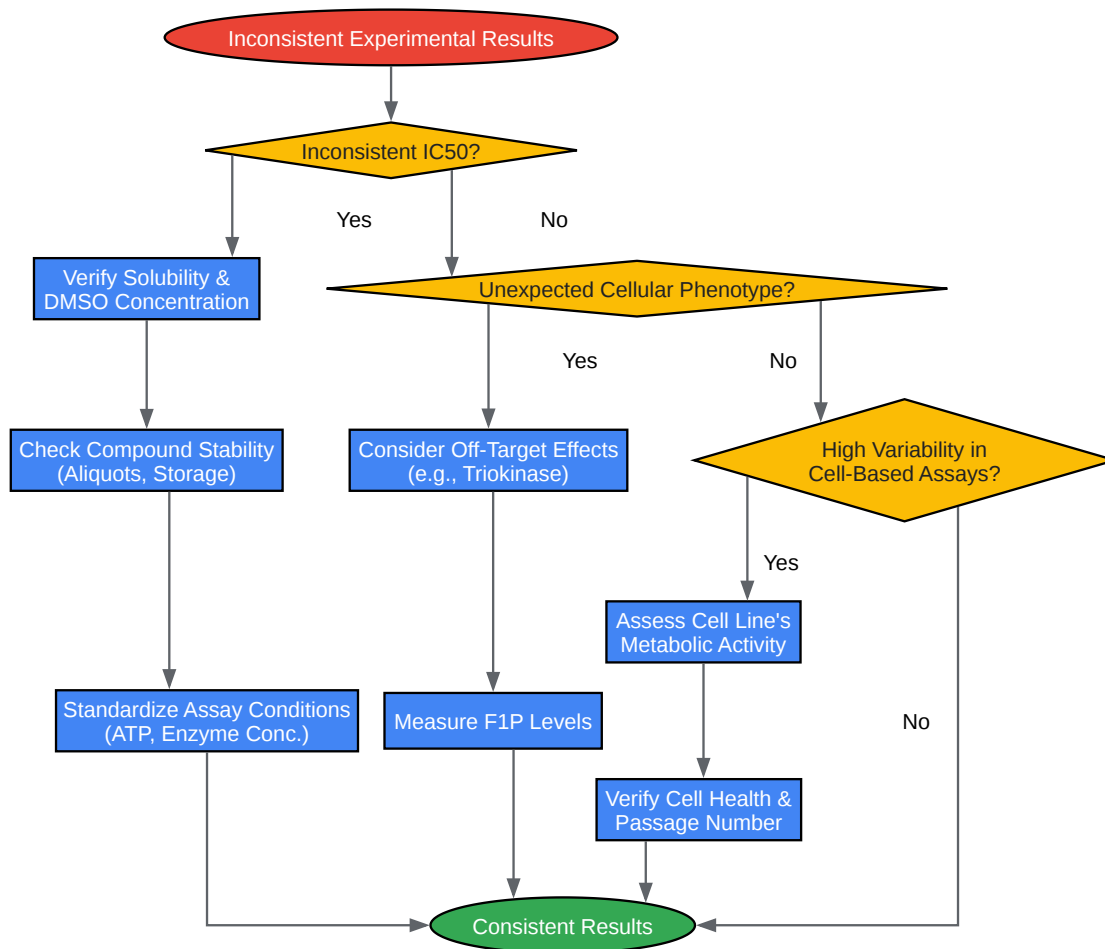 Inconsistent Experimental Results
Inconsistent IC50?
Yes
No
Verify Solubility &
DMSO Concentration
Unexpected Cellular Phenotype?
Yes
No
Check Compound Stability
(Aliquots, Storage)
Consider Off-Target Effects
(e.g., Triokinase)
High Variability in
Cell-Based Assays?
Yes
Assess Cell Line's
Metabolic Activity
Standardize Assay Conditions
(ATP, Enzyme Conc.)
Measure F1P Levels
No
Verify Cell Health &
Passage Number
Consistent Results